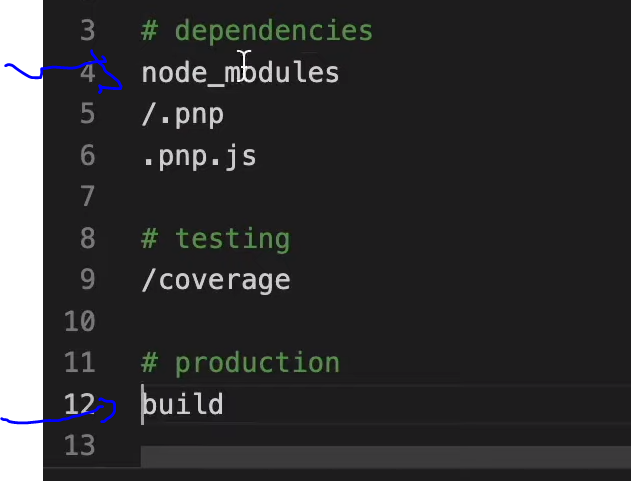 3 # dependencies
4 node_modules
5 /.pnp
6 .pnp.js
7
8 # testing
9 /coverage
10
11 # production
12 build
13